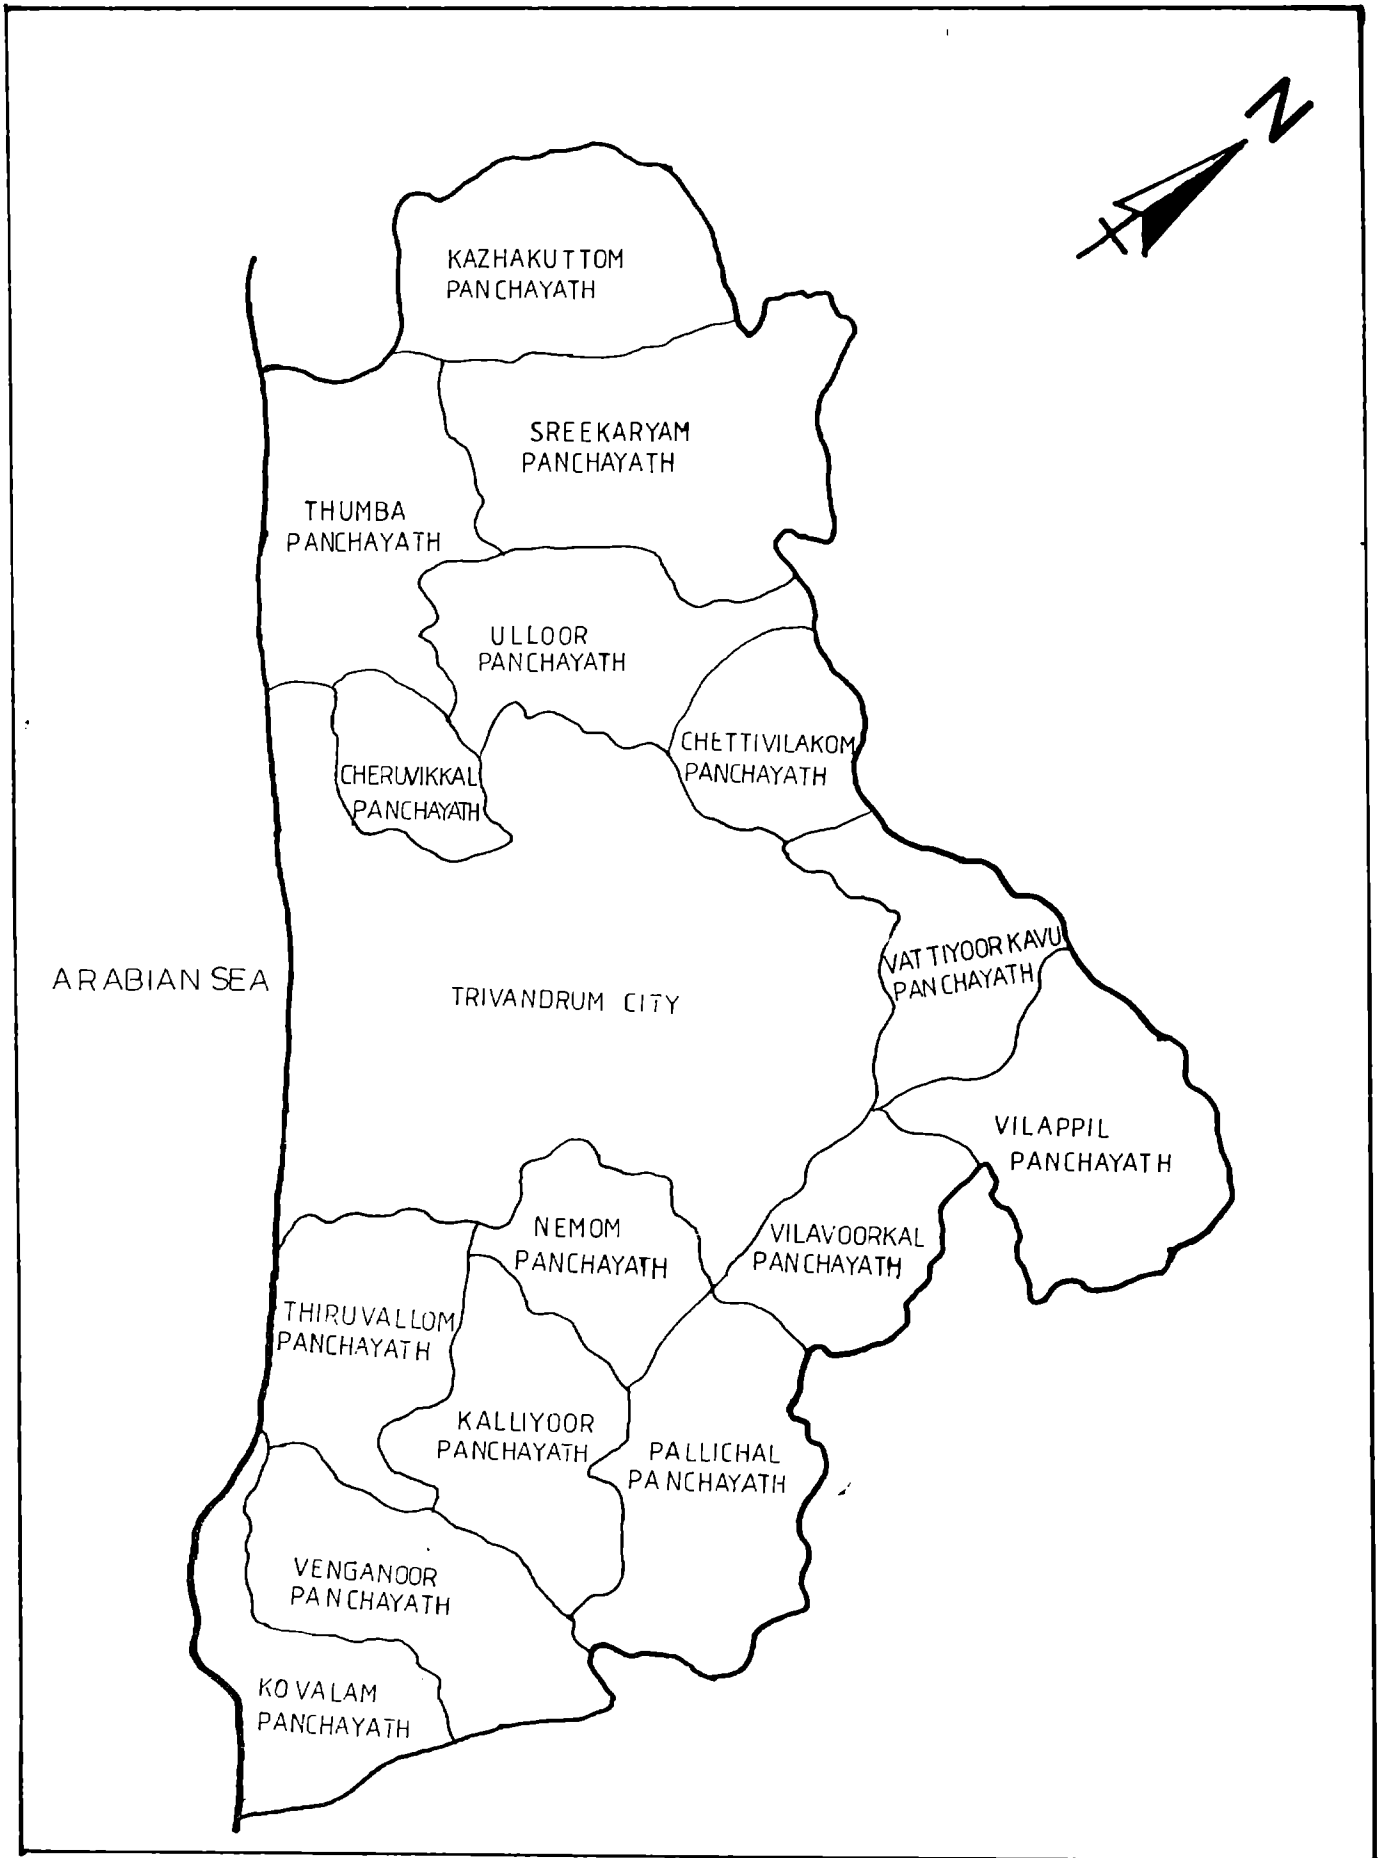 N
KAZHAKUTTOM
PANCHAYATH
SREEKARYAM
PANCHAYATH
THUMBA
PANCHAYATH
ULLOOR
PANCHAYATH
CHETTIVILAKOM
PANCHAYATH
CHERUVIKKAL
PANCHAYATH
VATTIYOORKAVU
PANCHAYATH
ARABIAN SEA
TRIVANDRUM CITY
VILAPPIL
PANCHAYATH
NEMOM
PANCHAYATH
VILAVOORKAL
PANCHAYATH
THIRUVALLOM
PANCHAYATH
KALLIYOOR
PANCHAYATH
PALLICHAL
PANCHAYATH
VENGANOOR
PANCHAYATH
KOVALAM
PANCHAYATH